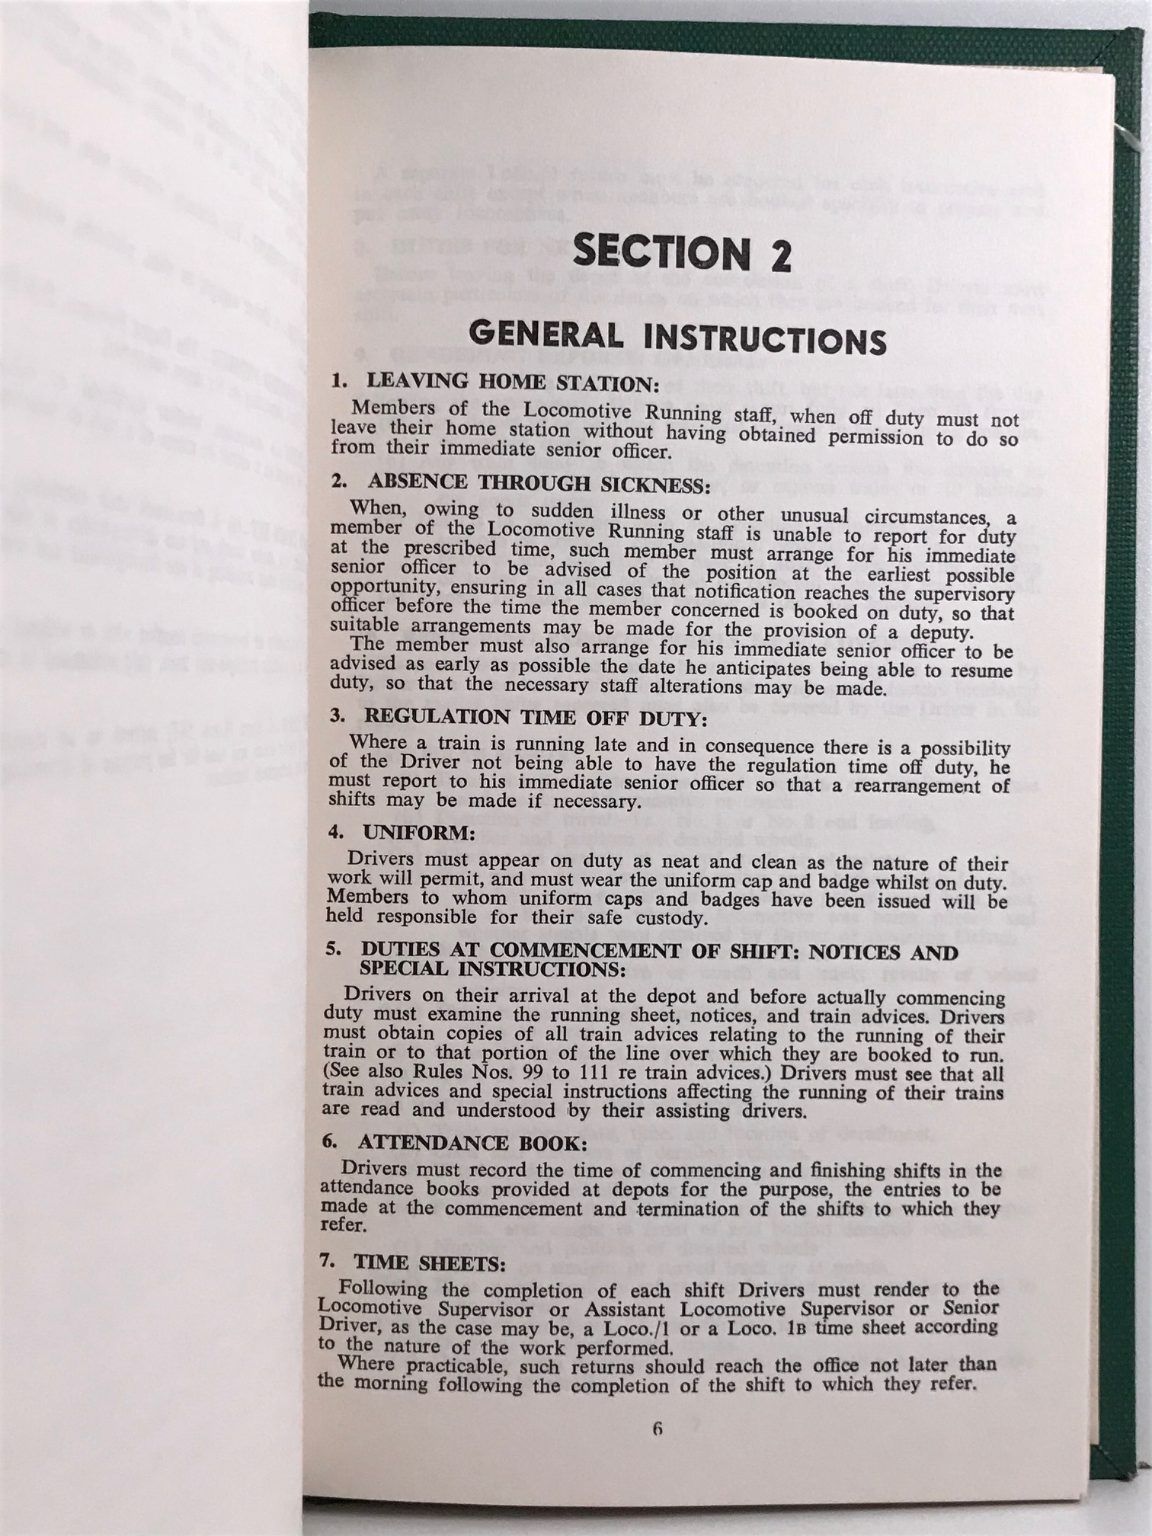 SECTION 2
GENERAL INSTRUCTIONS
1. LEAVING HOME STATION:
Members of the Locomotive Running staff, when off duty must not
leave their home station without having obtained permission to do so
from their immediate senior officer.
2. ABSENCE THROUGH SICKNESS:
When, owing to sudden illness or other unusual circumstances, a
member of the Locomotive Running staff is unable to report for duty
at the prescribed time, such member must arrange for his immediate
senior officer to be advised of the position at the earliest possible
opportunity, ensuring in all cases that notification reaches the supervisory
officer before the time the member concerned is booked on duty, so that
suitable arrangements may be made for the provision of a deputy.
The member must also arrange for his immediate senior officer to be
advised as early as possible the date he anticipates being able to resume
duty, so that the necessary staff alterations may be made.
3. REGULATION TIME OFF DUTY:
Where a train is running late and in consequence there is a possibility
of the Driver not being able to have the regulation time off duty, he
must report to his immediate senior officer so that a rearrangement of
shifts may be made if necessary.
4. UNIFORM:
Drivers must appear on duty as neat and clean as the nature of their
work will permit, and must wear the uniform cap and badge whilst on duty.
Members to whom uniform caps and badges have been issued will be
held responsible for their safe custody.
5. DUTIES AT COMMENCEMENT OF SHIFT: NOTICES AND
SPECIAL INSTRUCTIONS:
Drivers on their arrival at the depot and before actually commencing
duty must examine the running sheet, notices, and train advices. Drivers
must obtain copies of all train advices relating to the running of their
train or to that portion of the line over which they are booked to run.
(See also Rules Nos. 99 to 111 re train advices.) Drivers must see that all
train advices and special instructions affecting the running of their trains
are read and understood by their assisting drivers.
6. ATTENDANCE BOOK:
Drivers must record the time of commencing and finishing shifts in the
attendance books provided at depots for the purpose, the entries to be
made at the commencement and termination of the shifts to which they
refer.
7. TIME SHEETS:
Following the completion of each shift Drivers must render to the
Locomotive Supervisor or Assistant Locomotive Supervisor or Senior
Driver, as the case may be, a Loco./1 or a Loco. 1B time sheet according
to the nature of the work performed.
Where practicable, such returns should reach the office not later than
the morning following the completion of the shift to which they refer.
6